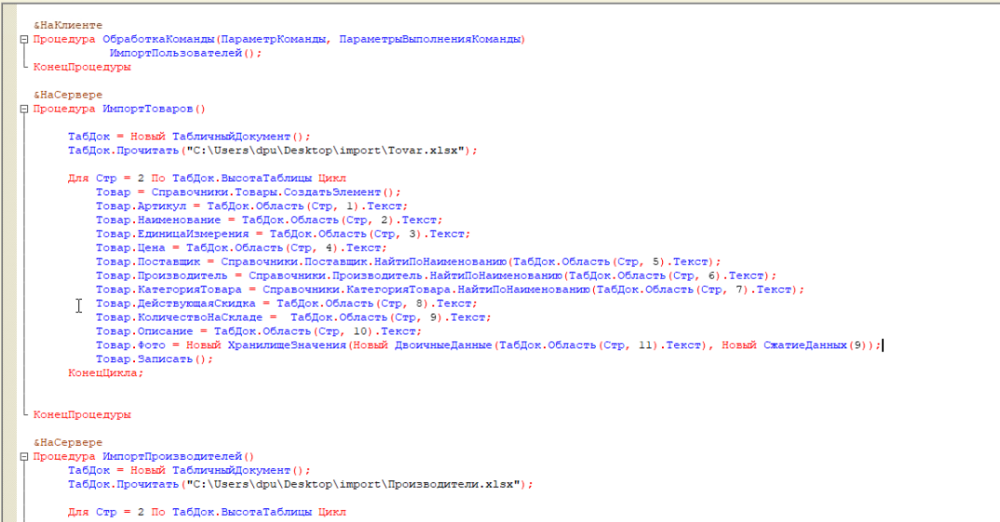 &НаКлиенте
Процедура ОбработкаКоманды(ПараметрКоманды, ПараметрыВыполненияКоманды)
ИмпортПользователей();
КонецПроцедуры
&НаСервере
Процедура ИмпортТоваров()
ТабДок = Новый ТабличныйДокумент();
ТабДок.Прочитать("C:\Users\dpu\Desktop\import\Tovar.xlsx");
Для Стр = 2 По ТабДок.ВысотаТаблицы Цикл
Товар = Справочники.Товары.СоздатьЭлемент();
Товар.Артикул = ТабДок.Область(Стр, 1).Текст;
Товар.Наименование = ТабДок.Область(Стр, 2).Текст;
Товар.ЕдиницаИзмерения = ТабДок.Область(Стр, 3).Текст;
Товар.Цена = ТабДок.Область(Стр, 4).Текст;
Товар.Поставщик = Справочники.Поставщик.НайтиПоНаименованию(ТабДок.Область(Стр, 5).Текст);
Товар.Производитель = Справочники.Производитель.НайтиПоНаименованию(ТабДок.Область(Стр, 6).Текст);
Товар.КатегорияТовара = Справочники.КатегорияТовара.НайтиПоНаименованию(ТабДок.Область(Стр, 7).Текст);
Товар.ДействующаяСкидка = ТабДок.Область(Стр, 8).Текст;
Товар.КоличествоНаСкладе =  ТабДок.Область(Стр, 9).Текст;
Товар.Описание = ТабДок.Область(Стр, 10).Текст;
Товар.Фото = Новый ХранилищеЗначения(Новый ДвоичныеДанные(ТабДок.Область(Стр, 11).Текст), Новый СжатиеДанных(9));
Товар.Записать();
КонецЦикла;
КонецПроцедуры
&НаСервере
Процедура ИмпортПроизводителей()
ТабДок = Новый ТабличныйДокумент();
ТабДок.Прочитать("C:\Users\dpu\Desktop\import\Производители.xlsx");
Для Стр = 2 По ТабДок.ВысотаТаблицы Цикл